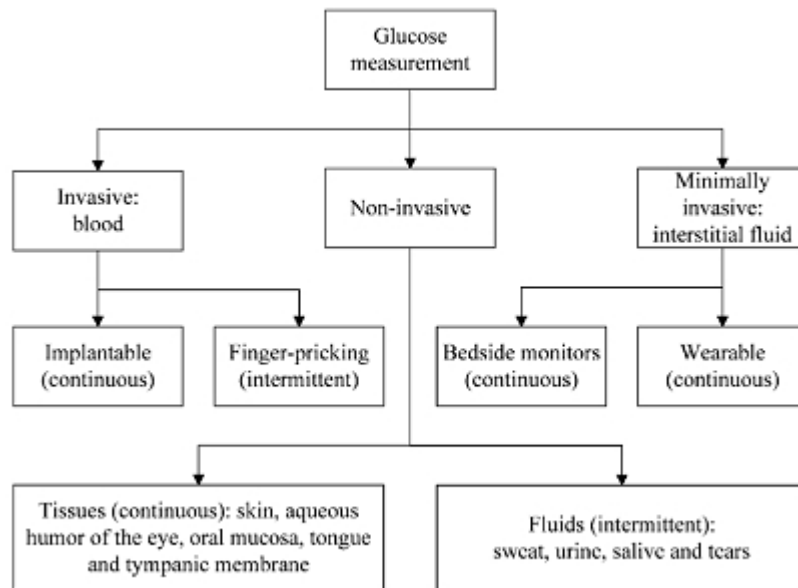 Glucose
measurement
Invasive:
blood
Non-invasive
Minimally
invasive:
interstitial fluid
Implantable
(continuous)
Finger-pricking
(intermittent)
Bedside monitors
(continuous)
Wearable
(continuous)
Tissues (continuous): skin, aqueous
humor of the eye, oral mucosa, tongue
and tympanic membrane
Fluids (intermittent):
sweat, urine, salive and tears